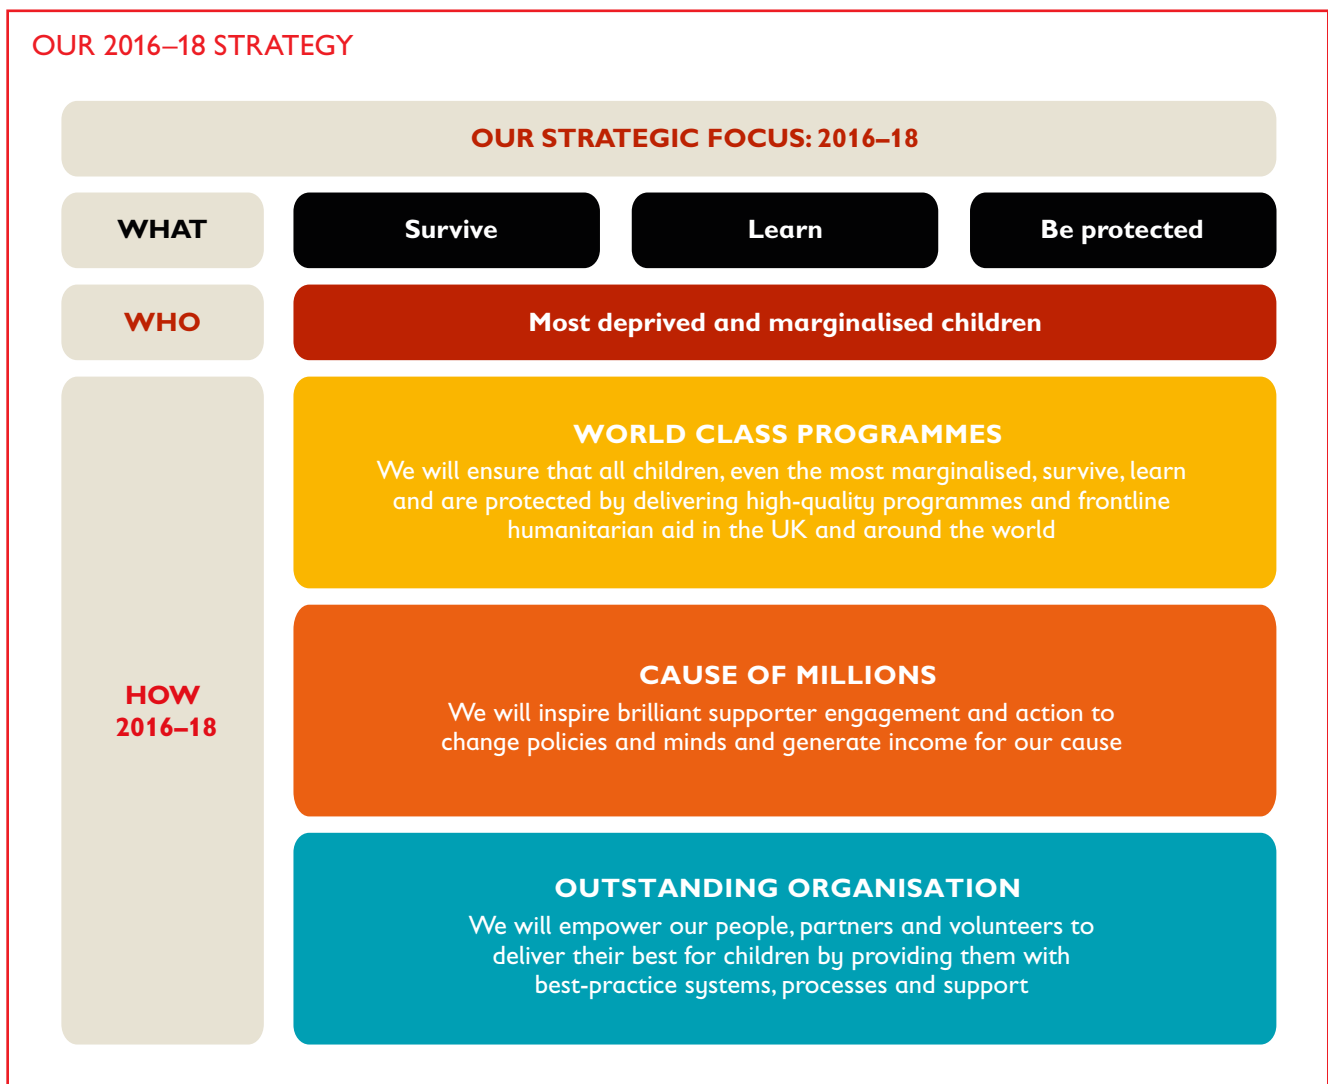 OUR 2016–18 STRATEGY
OUR STRATEGIC FOCUS: 2016–18
WHAT
Survive
Learn
Be protected
WHO
Most deprived and marginalised children
HOW
2016–18
WORLD CLASS PROGRAMMES
We will ensure that all children, even the most marginalised, survive, learn
and are protected by delivering high-quality programmes and frontline
humanitarian aid in the UK and around the world
CAUSE OF MILLIONS
We will inspire brilliant supporter engagement and action to
change policies and minds and generate income for our cause
OUTSTANDING ORGANISATION
We will empower our people, partners and volunteers to
deliver their best for children by providing them with
best-practice systems, processes and support